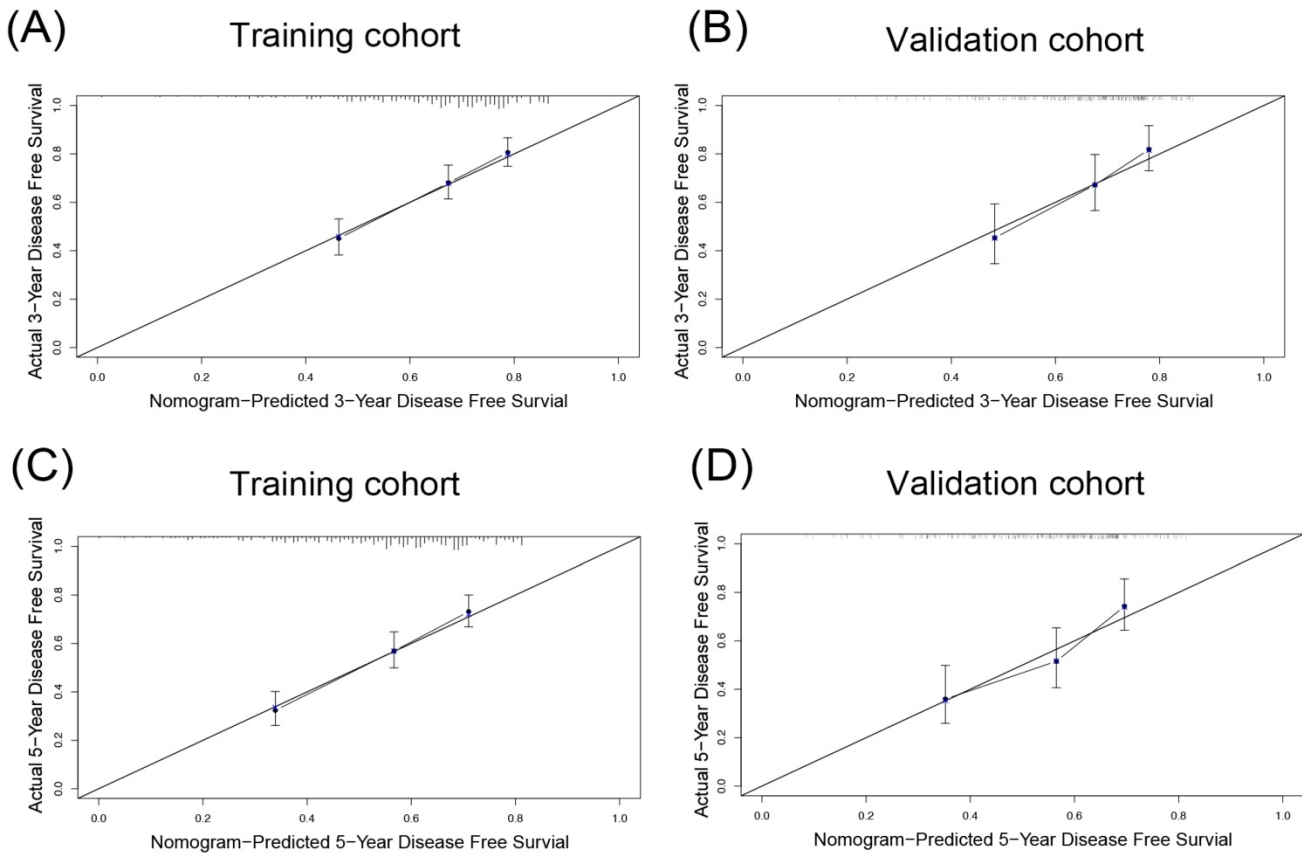 (A)
Training cohort
Actual 3−Year Disease Free Survival
1.0
0.8
0.6
0.4
0.2
0.0
0.0 0.2 0.4 0.6 0.8 1.0
Nomogram−Predicted 3−Year Disease Free Survial
(B)
Validation cohort
Actual 3−Year Disease Free Survival
1.0
0.8
0.6
0.4
0.2
0.0
0.0 0.2 0.4 0.6 0.8 1.0
Nomogram−Predicted 3−Year Disease Free Survial
(C)
Training cohort
Actual 5−Year Disease Free Survival
1.0
0.8
0.6
0.4
0.2
0.0
0.0 0.2 0.4 0.6 0.8 1.0
Nomogram−Predicted 5−Year Disease Free Survial
(D)
Validation cohort
Actual 5−Year Disease Free Survival
1.0
0.8
0.6
0.4
0.2
0.0
0.0 0.2 0.4 0.6 0.8 1.0
Nomogram−Predicted 5−Year Disease Free Survial